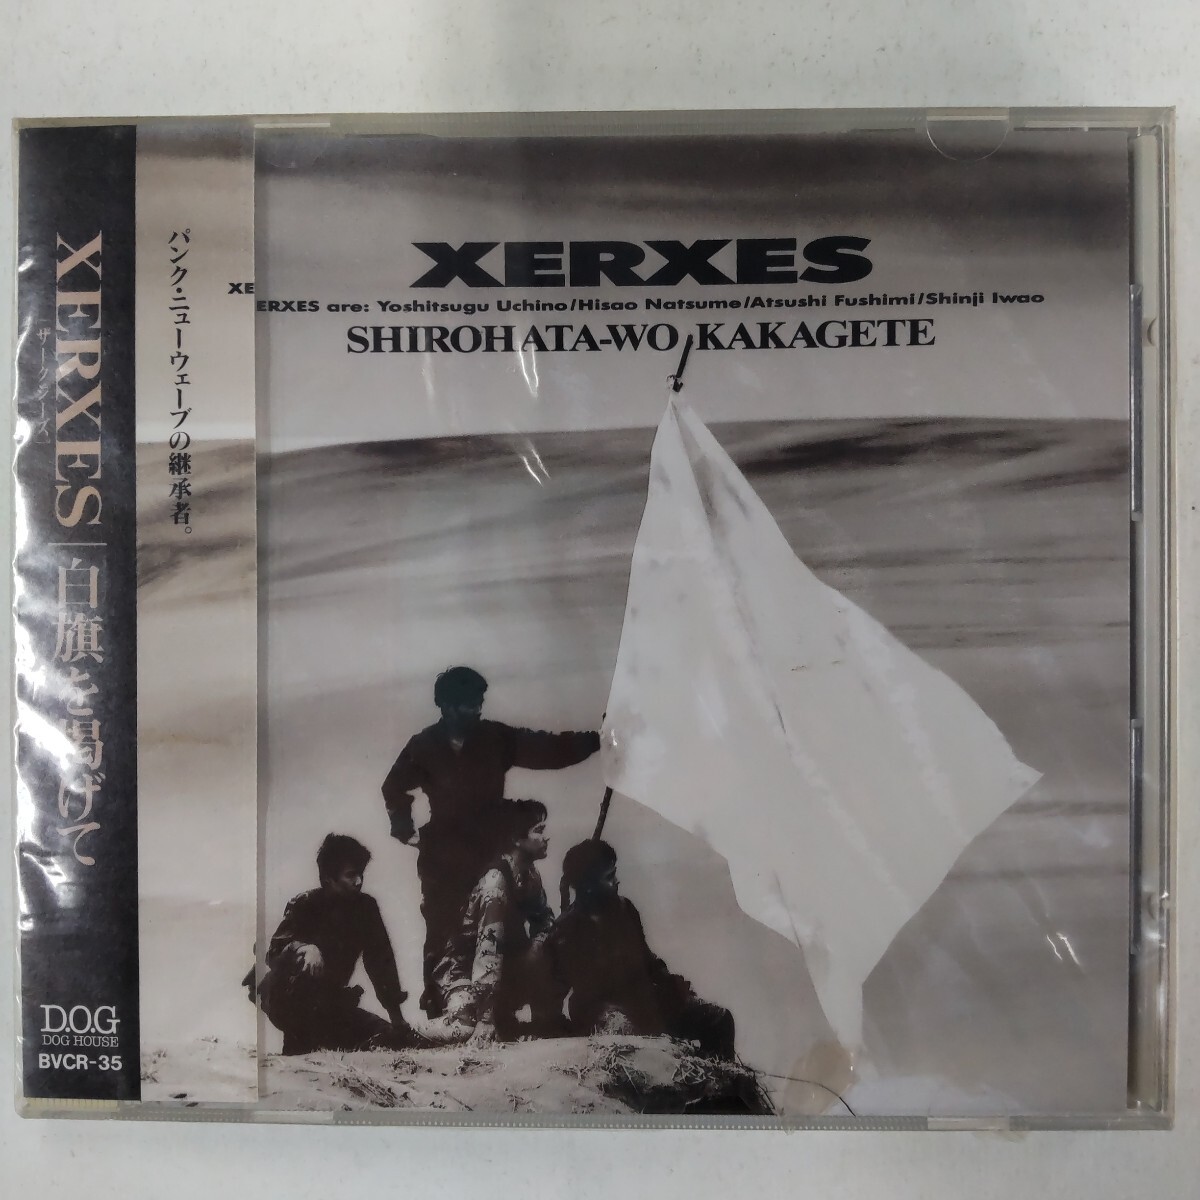 XERXES
XERXES are: Yoshitsugu Uchino/Hisao Natsume/Atsushi Fushimi/Shinji Iwao
SHIROHATA-WO KAKAGETE
XE
パンク・ニューウェーブの継承者。
XERXES 白旗を掲げて
ザークシーズ
D.O.G
DOG HOUSE
BVCR-35